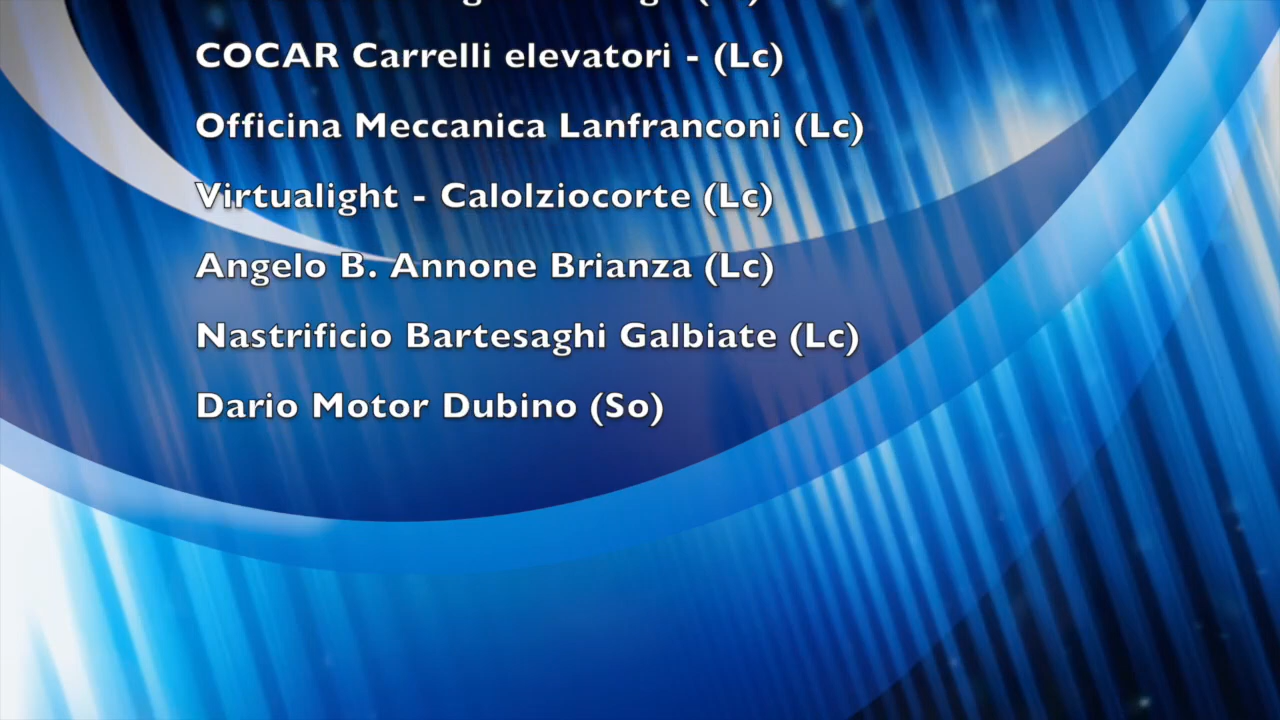 COCAR Carrelli elevatori - (Lc)
Officina Meccanica Lanfranconi (Lc)
Virtualight - Calolziocorte (Lc)
Angelo B. Annone Brianza (Lc)
Nastrificio Bartesaghi Galbiate (Lc)
Dario Motor Dubino (So)